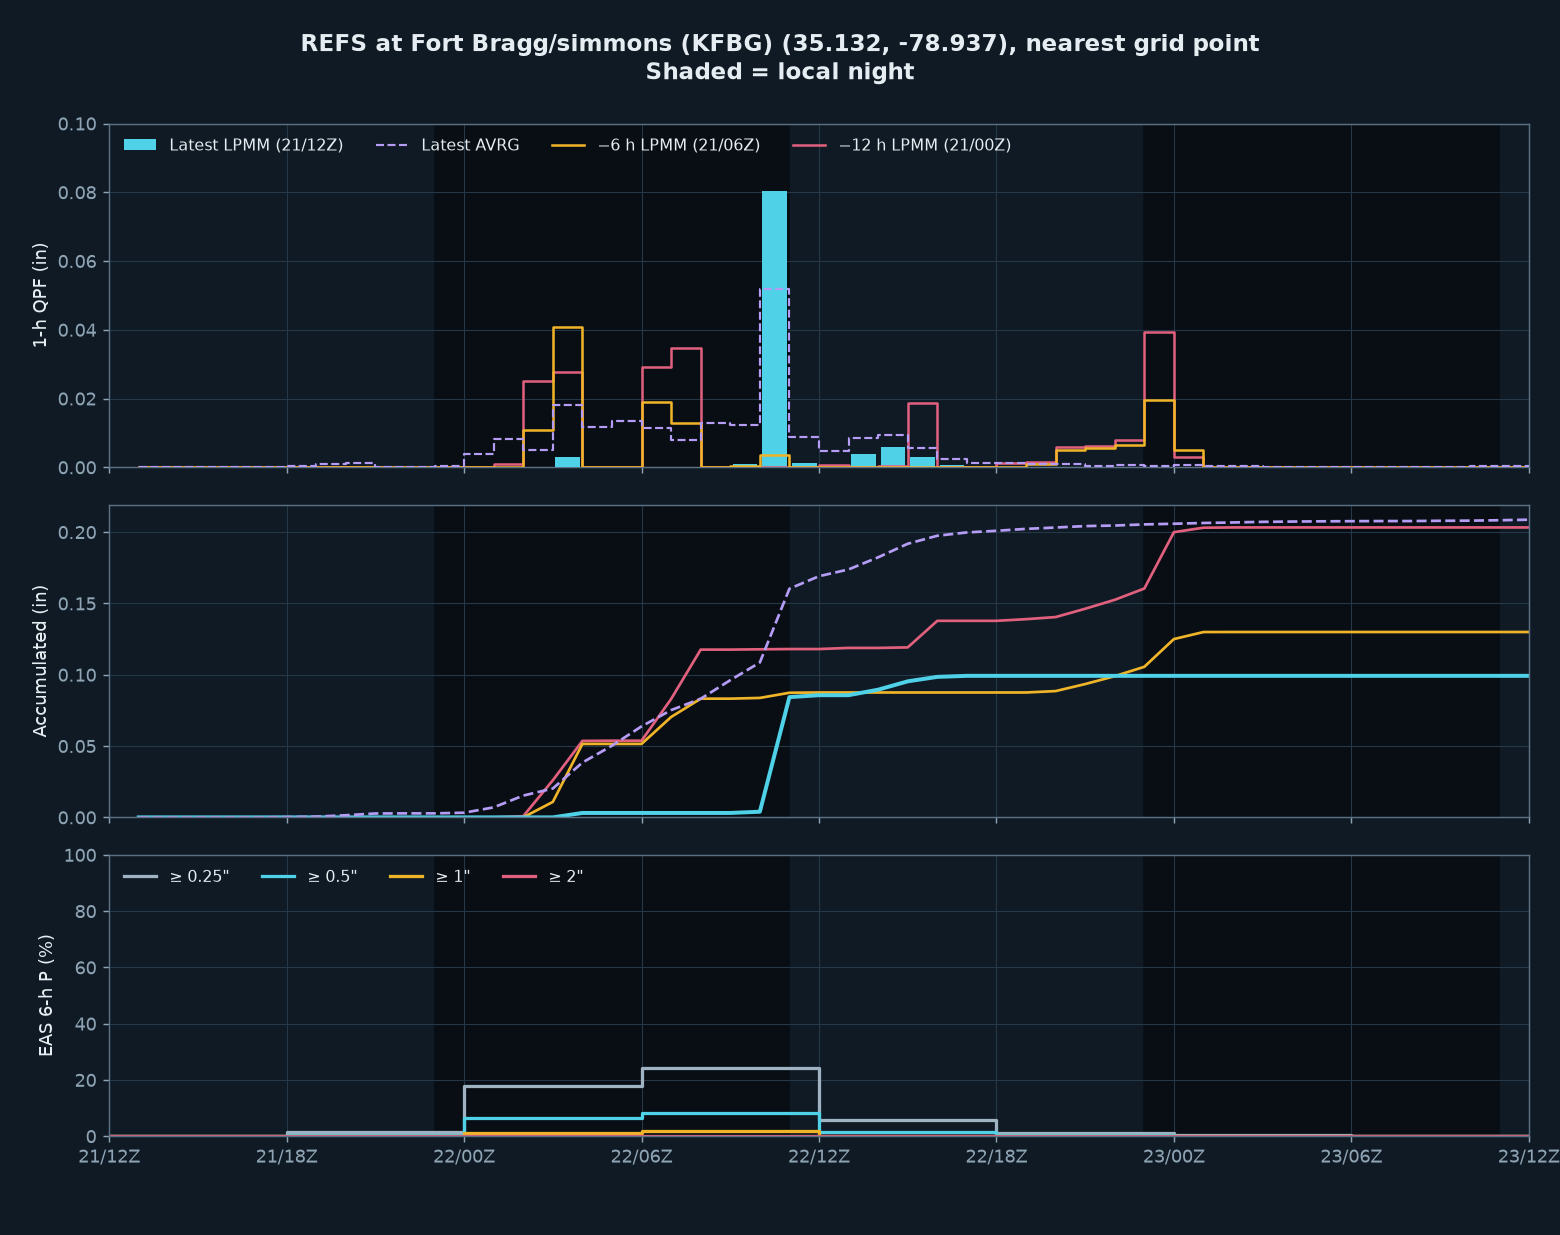 REFS at Fort Bragg/simmons (KFBG) (35.132, -78.937), nearest grid point
Shaded = local night
Latest LPMM (21/12Z)
Latest AVRG
−6 h LPMM (21/06Z)
−12 h LPMM (21/00Z)
1-h QPF (in)
0.10
0.08
0.06
0.04
0.02
0.00
Accumulated (in)
0.20
0.15
0.10
0.05
0.00
≥ 0.25"
≥ 0.5"
≥ 1"
≥ 2"
EAS 6-h P (%)
100
80
60
40
20
0
21/12Z
21/18Z
22/00Z
22/06Z
22/12Z
22/18Z
23/00Z
23/06Z
23/12Z